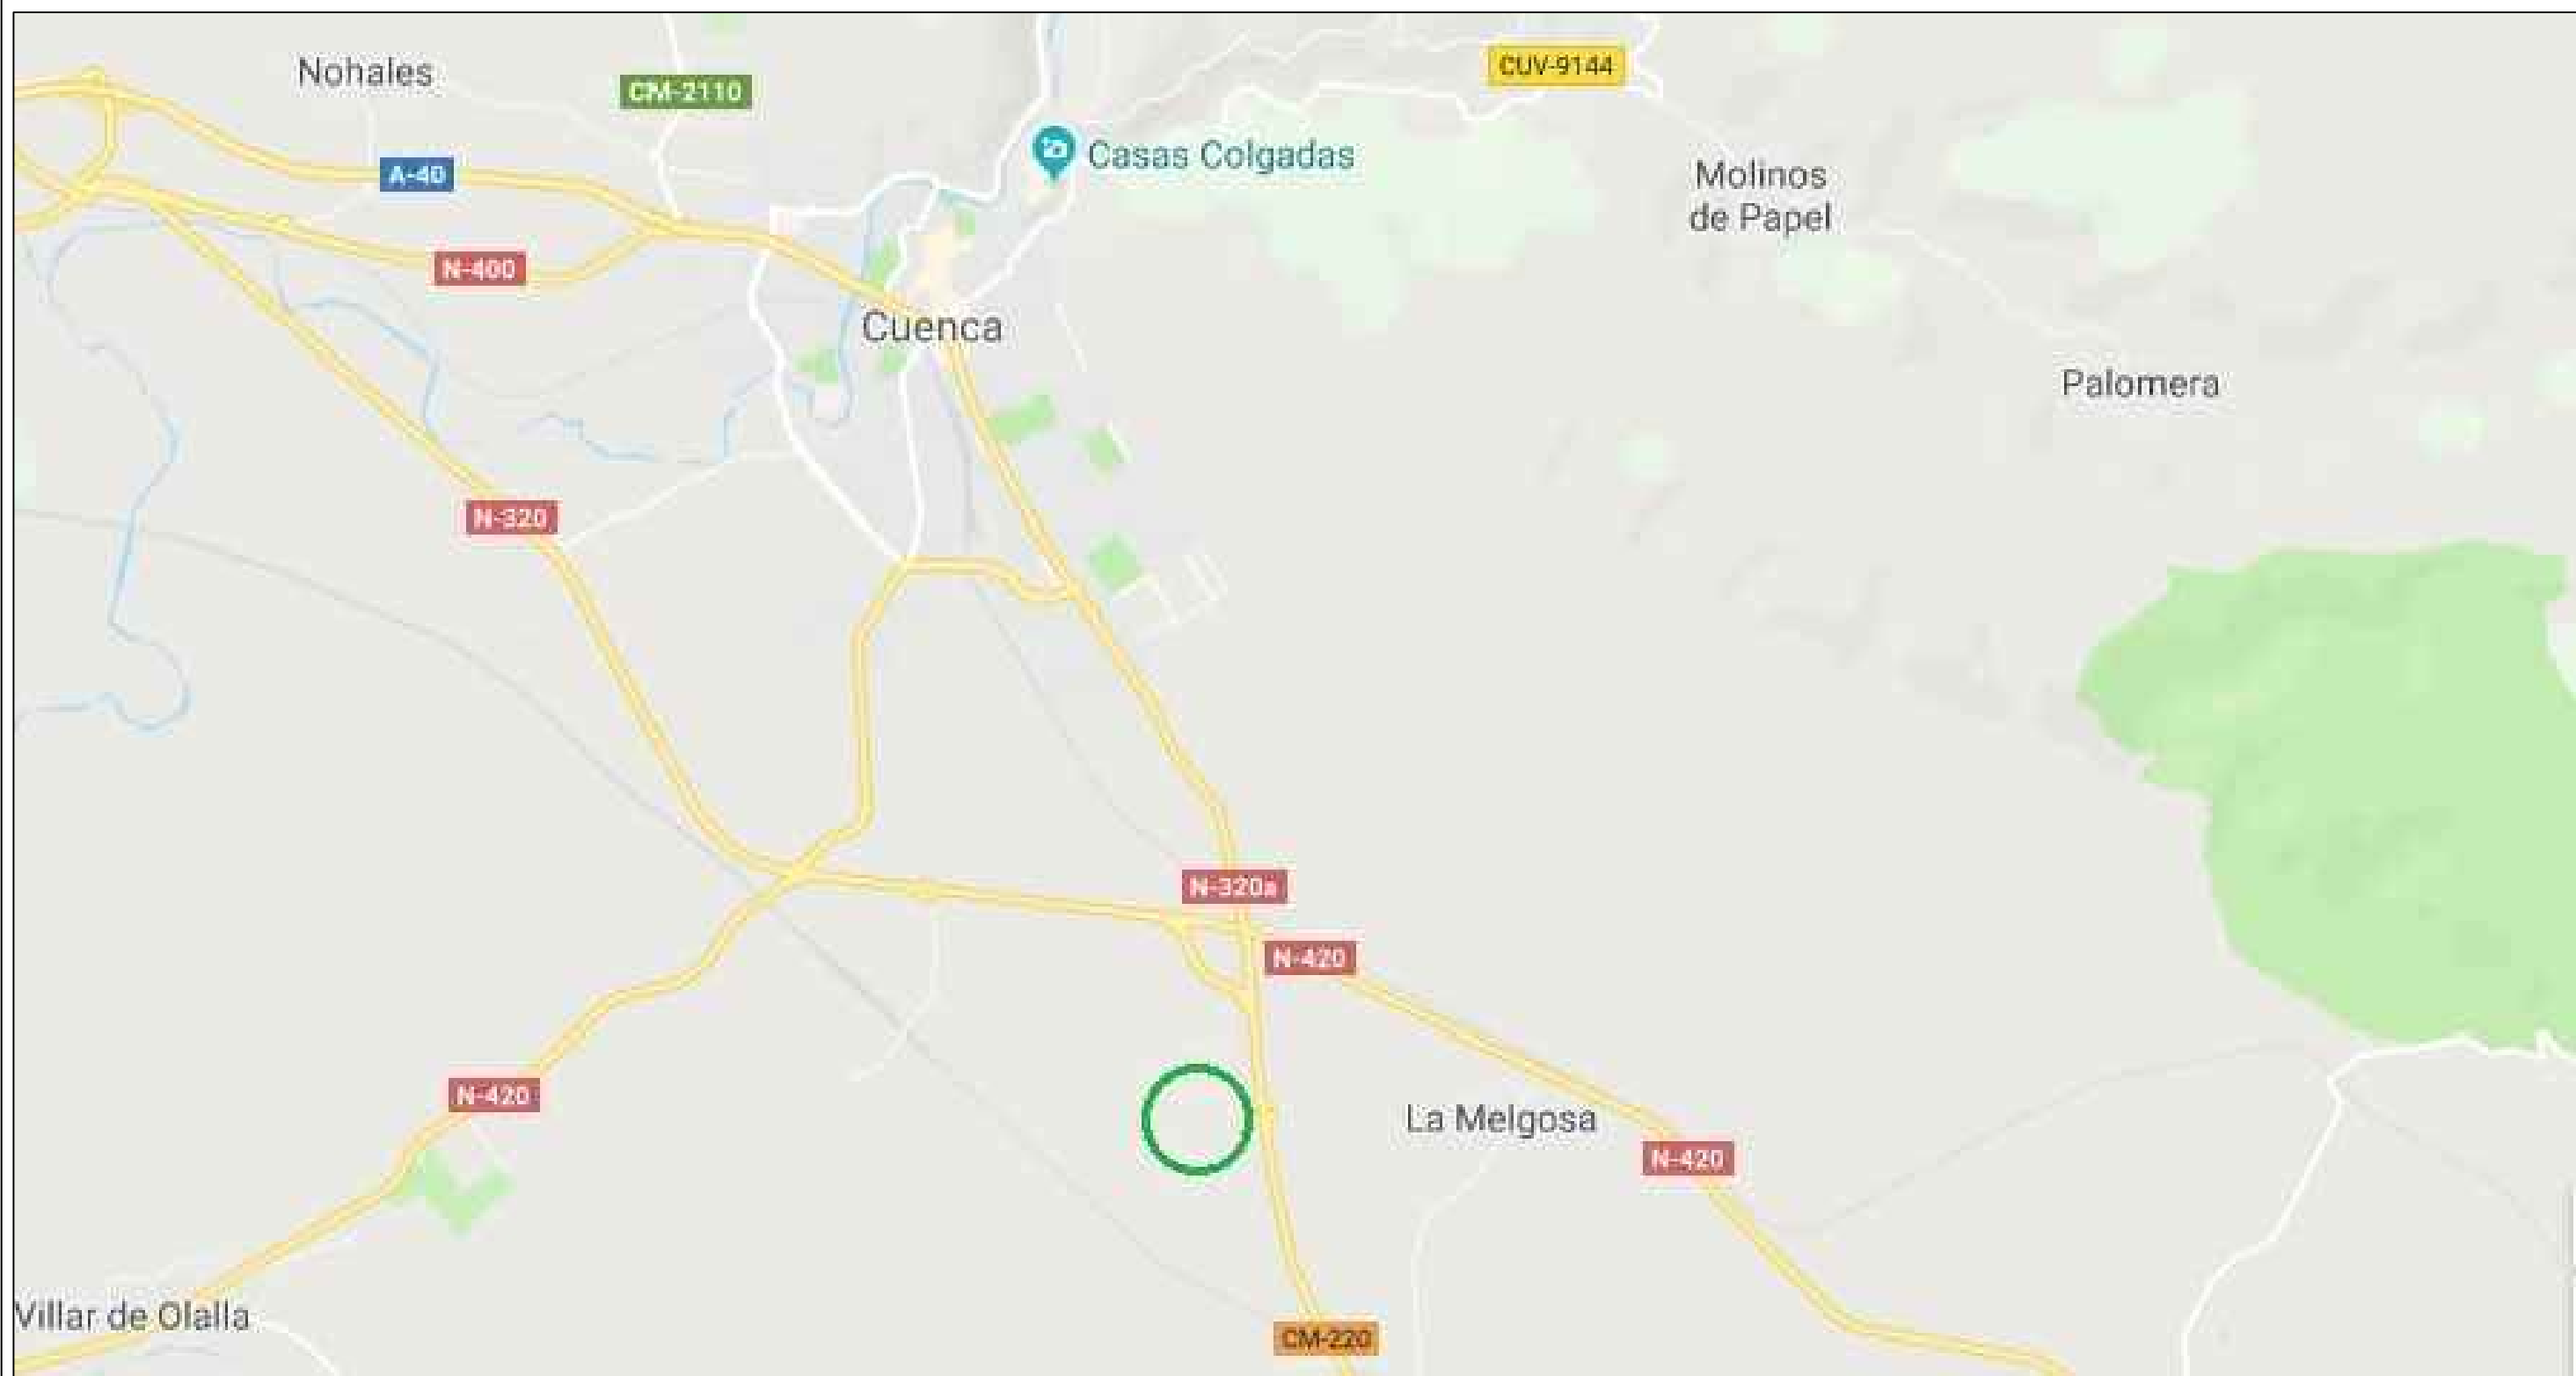 Nohales
CUV-9144
CM-2110
Casas Colgadas
A-40
Molinos
de Papel
N-400
Cuenca
Palomera
N-320
N-320a
N-420
N-420
La Melgosa
N-420
Villar de Olalla
CM-220